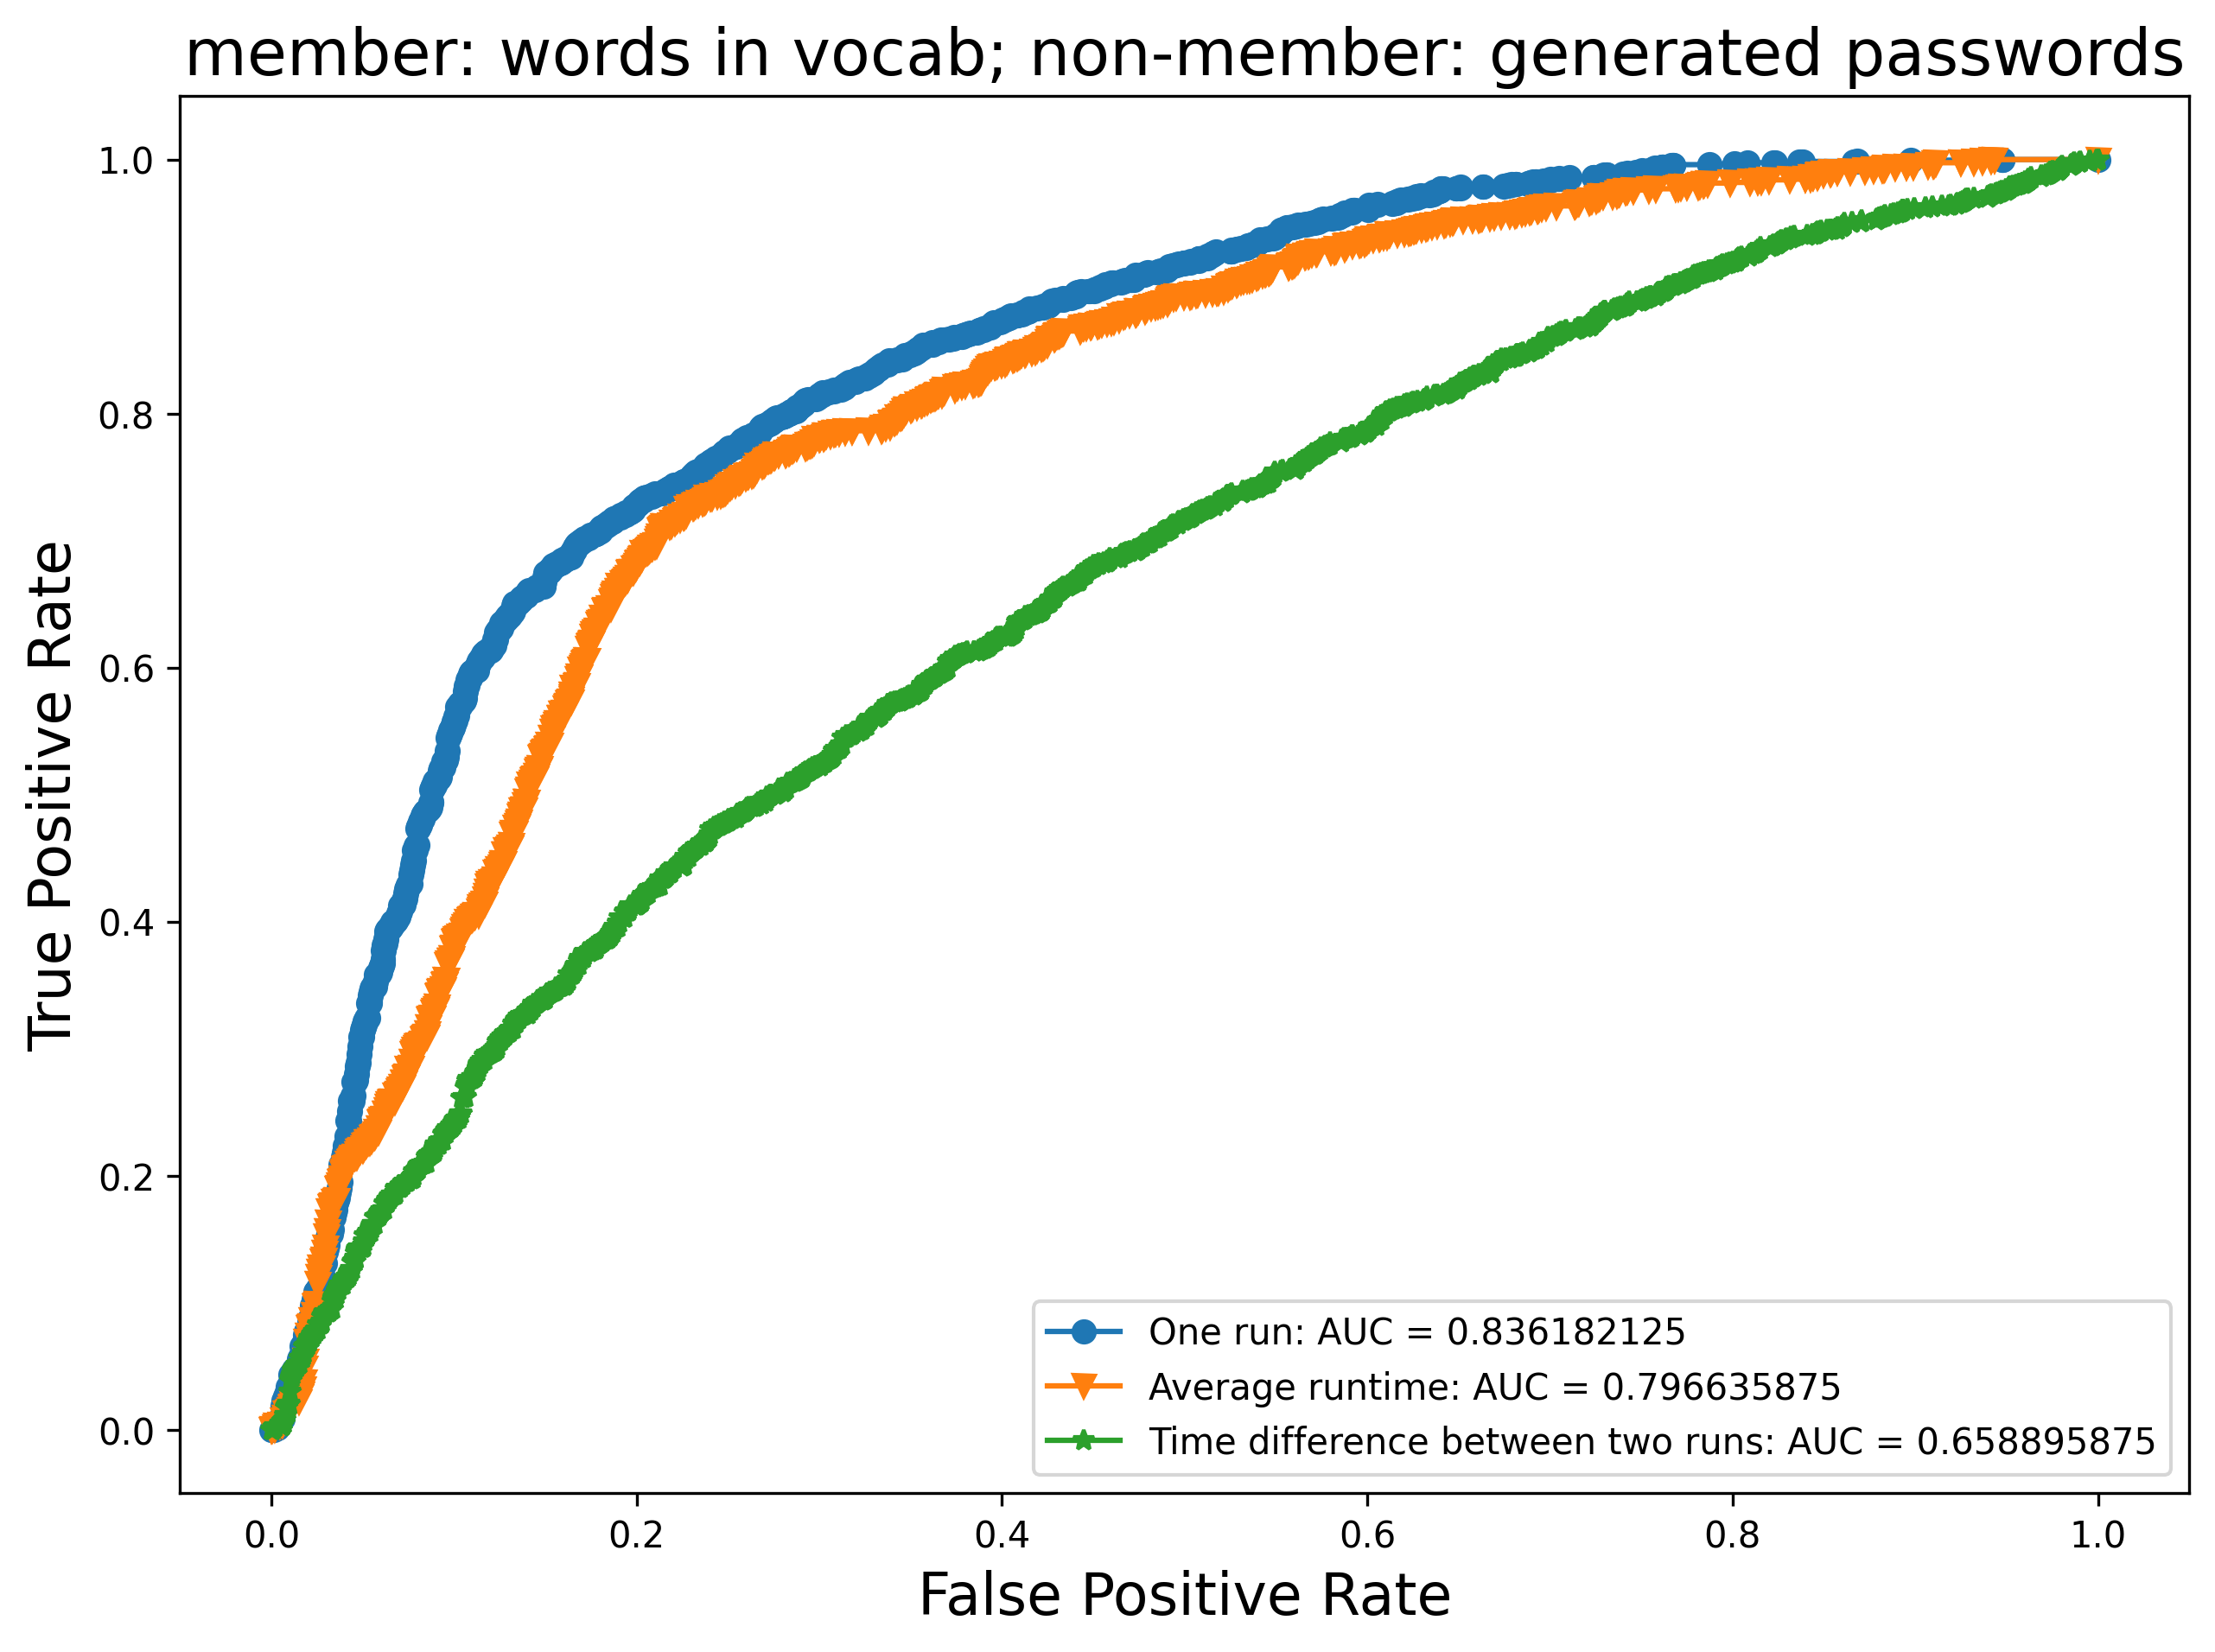 member: words in vocab; non-member: generated passwords
1.0
0.8
0.6
0.4
0.2
0.0
True Positive Rate
One run: AUC = 0.836182125
Average runtime: AUC = 0.796635875
Time difference between two runs: AUC = 0.658895875
0.0 0.2 0.4 0.6 0.8 1.0
False Positive Rate